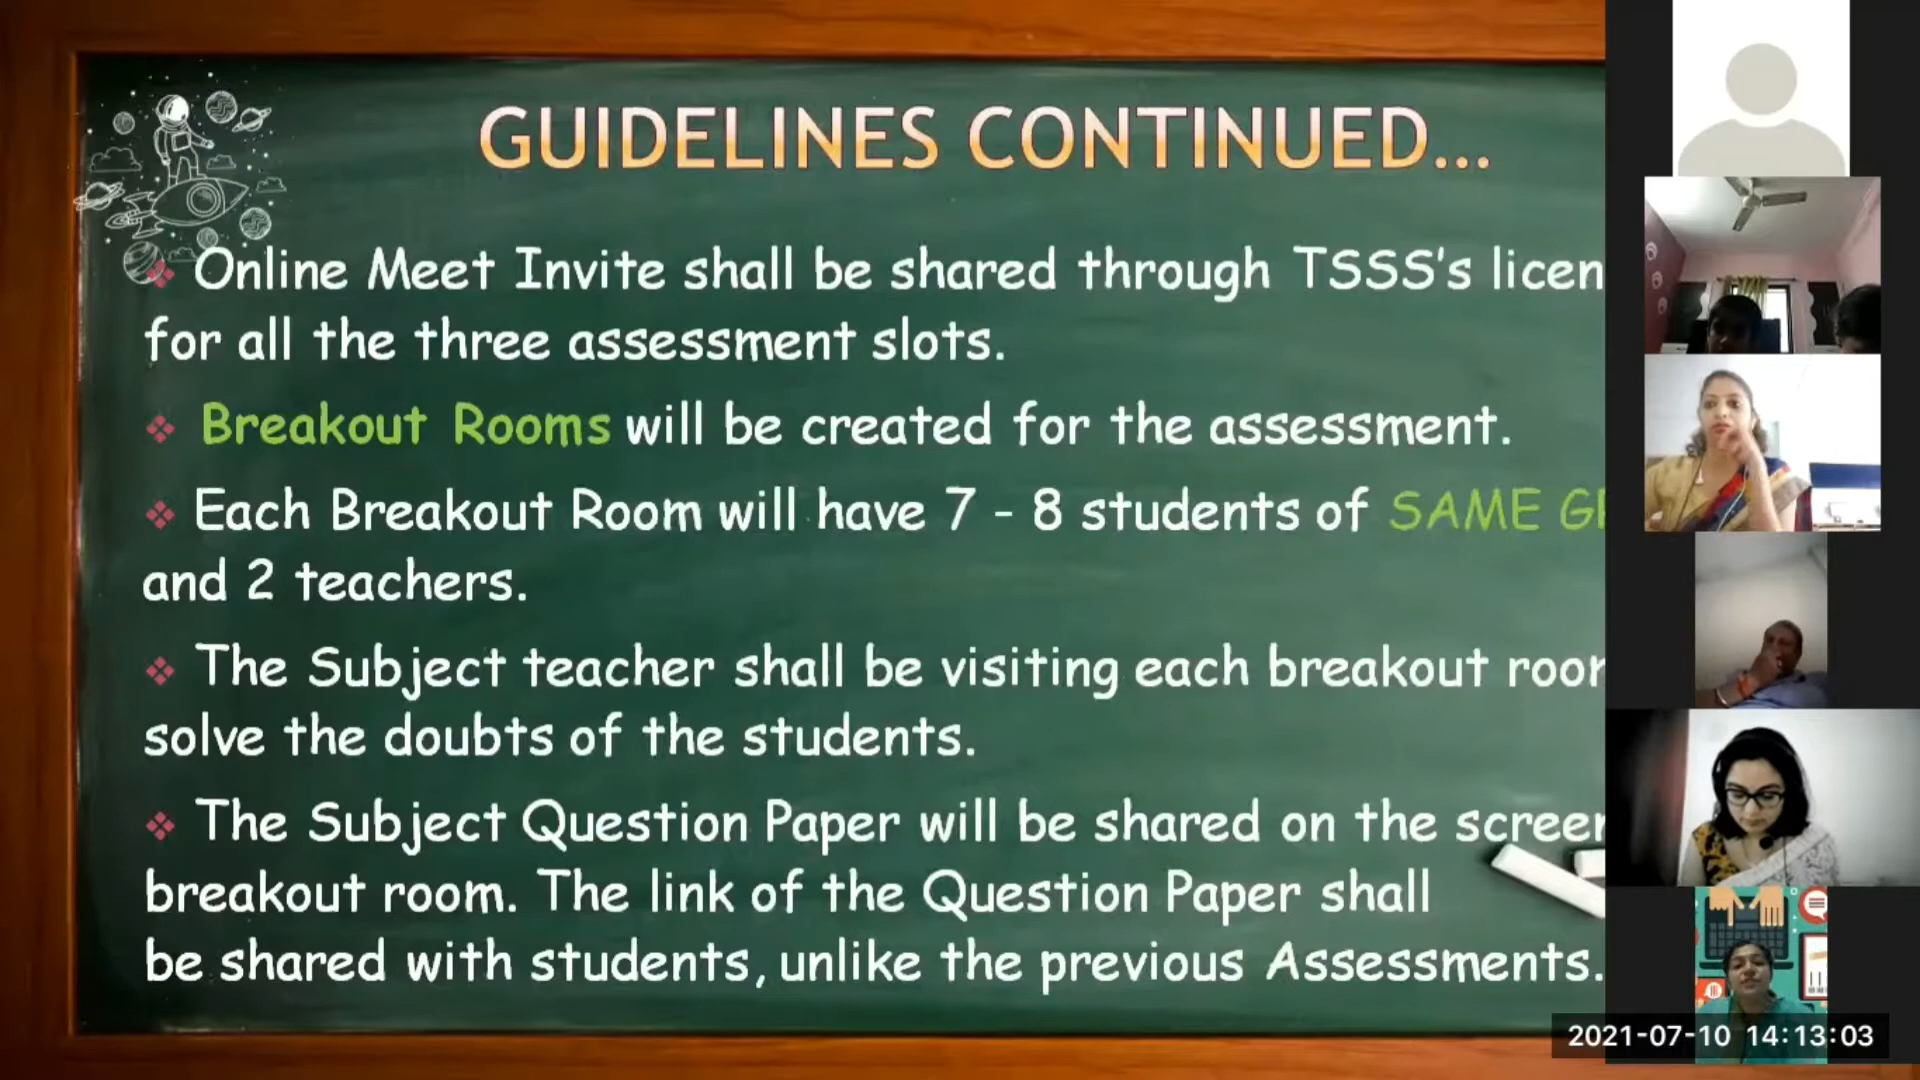 GUIDELINES CONTINUED...
❖ Online Meet Invite shall be shared through TSSS's
for all the three assessment slots.
❖ Breakout Rooms will be created for the assessment.
❖ Each Breakout Room will have 7 - 8 students of SAME
and 2 teachers.
❖ The Subject teacher shall be visiting each breakout
solve the doubts of the students.
❖ The Subject Question Paper will be shared on the
breakout room. The link of the Question Paper shall
be shared with students, unlike the previous Assessments.
2021-07-10 14:13:03